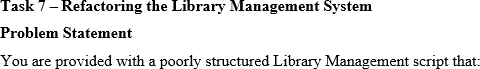 Task 7 – Refactoring the Library Management System
Problem Statement
You are provided with a poorly structured Library Management script that: